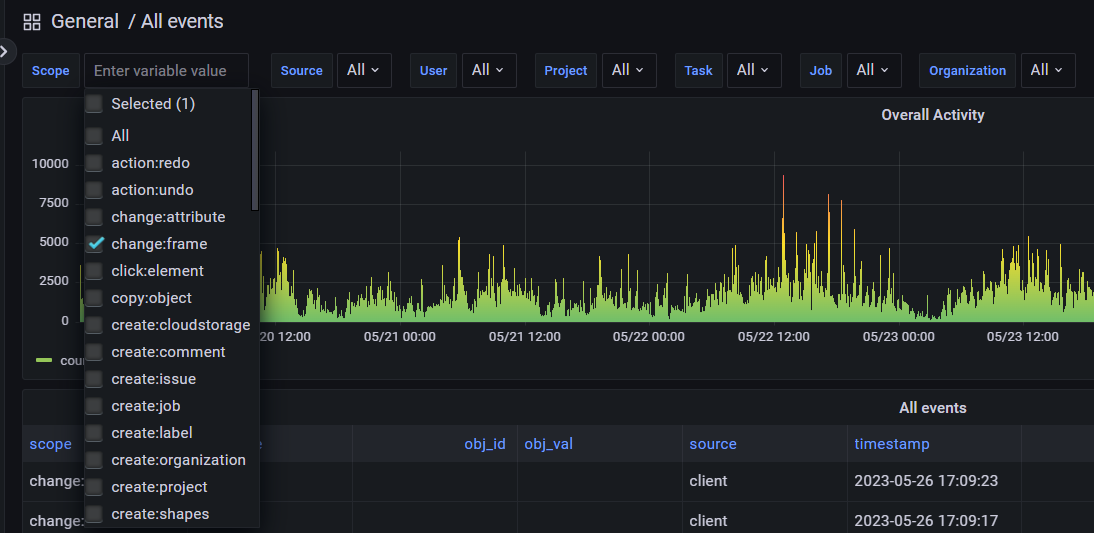 General / All events
Scope Enter variable value Source All User All Project All Task All Job All Organization All
Selected (1)
All
action:redo
action:undo
change:attribute
change:frame
click:element
copy:object
create:cloudstorage
create:comment
create:issue
create:job
create:label
create:organization
create:project
create:shapes
Overall Activity
10000
7500
5000
2500
0
20 12:00 05/21 00:00 05/21 12:00 05/22 00:00 05/22 12:00 05/23 00:00 05/23 12:00
cou
All events
scope obj_id obj_val source timestamp
change: client 2023-05-26 17:09:23
change: client 2023-05-26 17:09:17